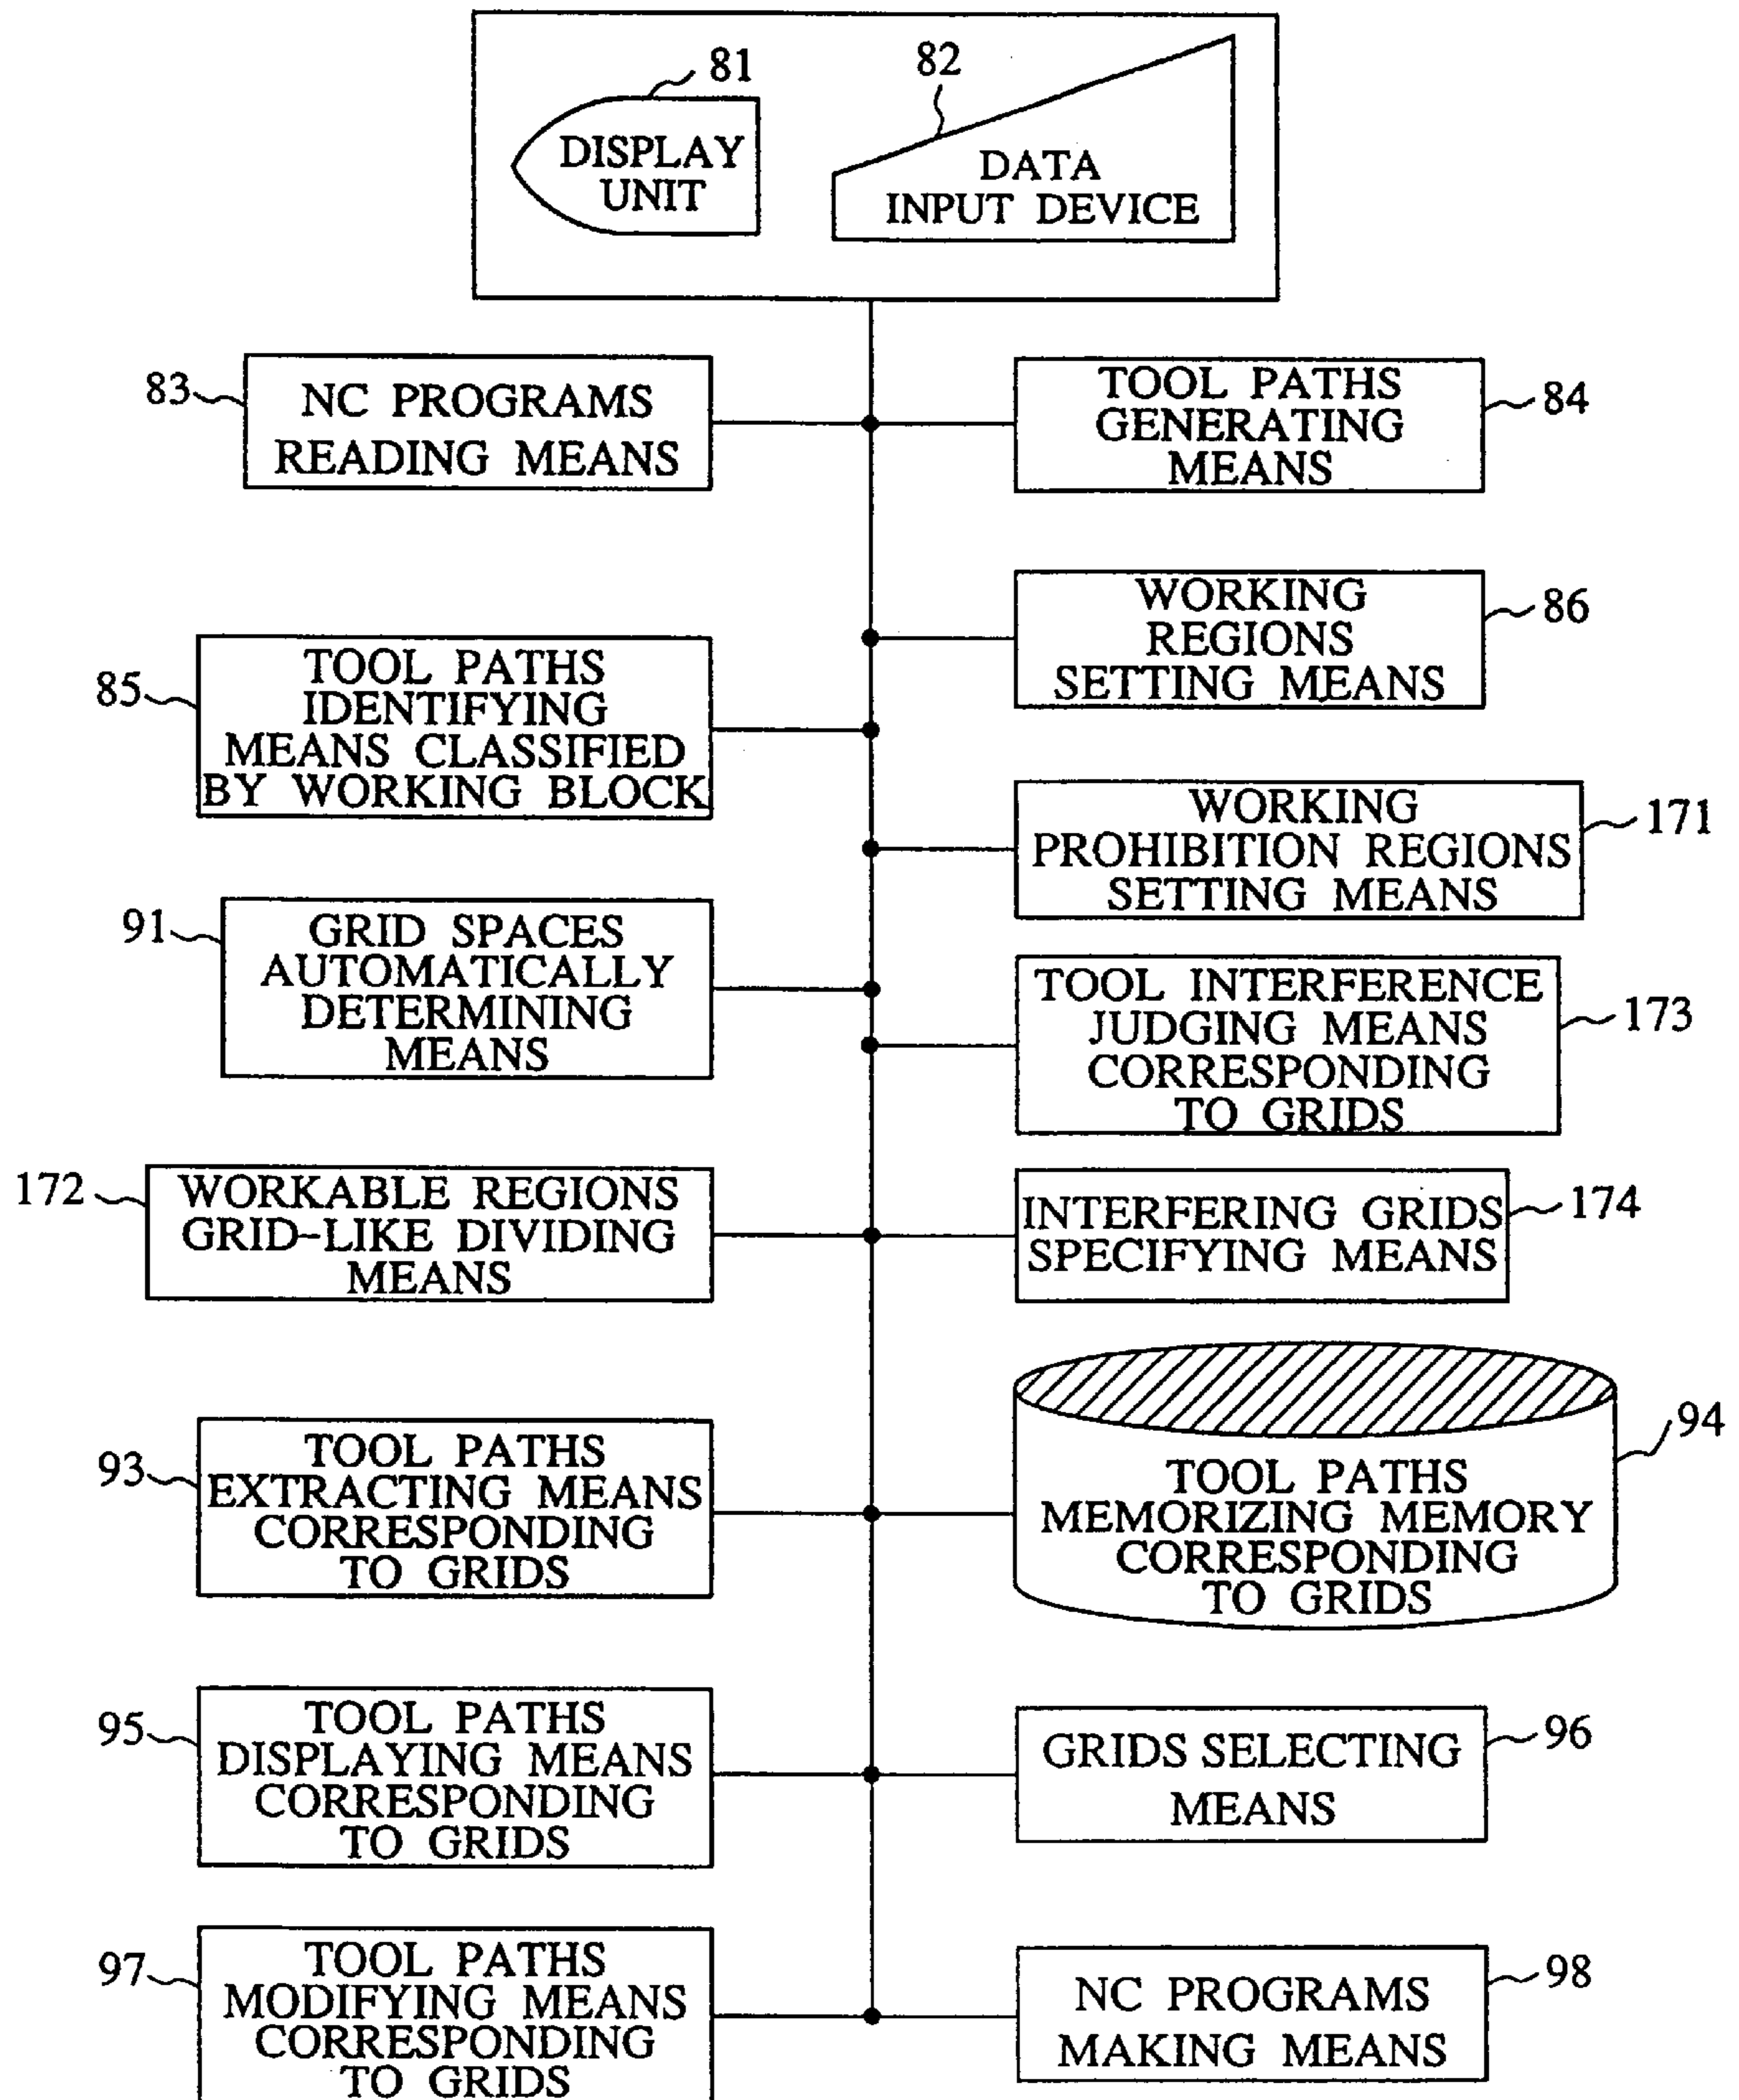 81
82
DISPLAY
UNIT
DATA
INPUT DEVICE
83
NC PROGRAMS
READING MEANS
TOOL PATHS
GENERATING
MEANS
84
WORKING
REGIONS
SETTING MEANS
86
85
TOOL PATHS
IDENTIFYING
MEANS CLASSIFIED
BY WORKING BLOCK
WORKING
PROHIBITION REGIONS
SETTING MEANS
171
91
GRID SPACES
AUTOMATICALLY
DETERMINING
MEANS
TOOL INTERFERENCE
JUDGING MEANS
CORRESPONDING
TO GRIDS
173
172
WORKABLE REGIONS
GRID-LIKE DIVIDING
MEANS
INTERFERING GRIDS
SPECIFYING MEANS
174
93
TOOL PATHS
EXTRACTING MEANS
CORRESPONDING
TO GRIDS
94
TOOL PATHS
MEMORIZING MEMORY
CORRESPONDING
TO GRIDS
95
TOOL PATHS
DISPLAYING MEANS
CORRESPONDING
TO GRIDS
GRIDS SELECTING
MEANS
96
97
TOOL PATHS
MODIFYING MEANS
CORRESPONDING
TO GRIDS
NC PROGRAMS
MAKING MEANS
98